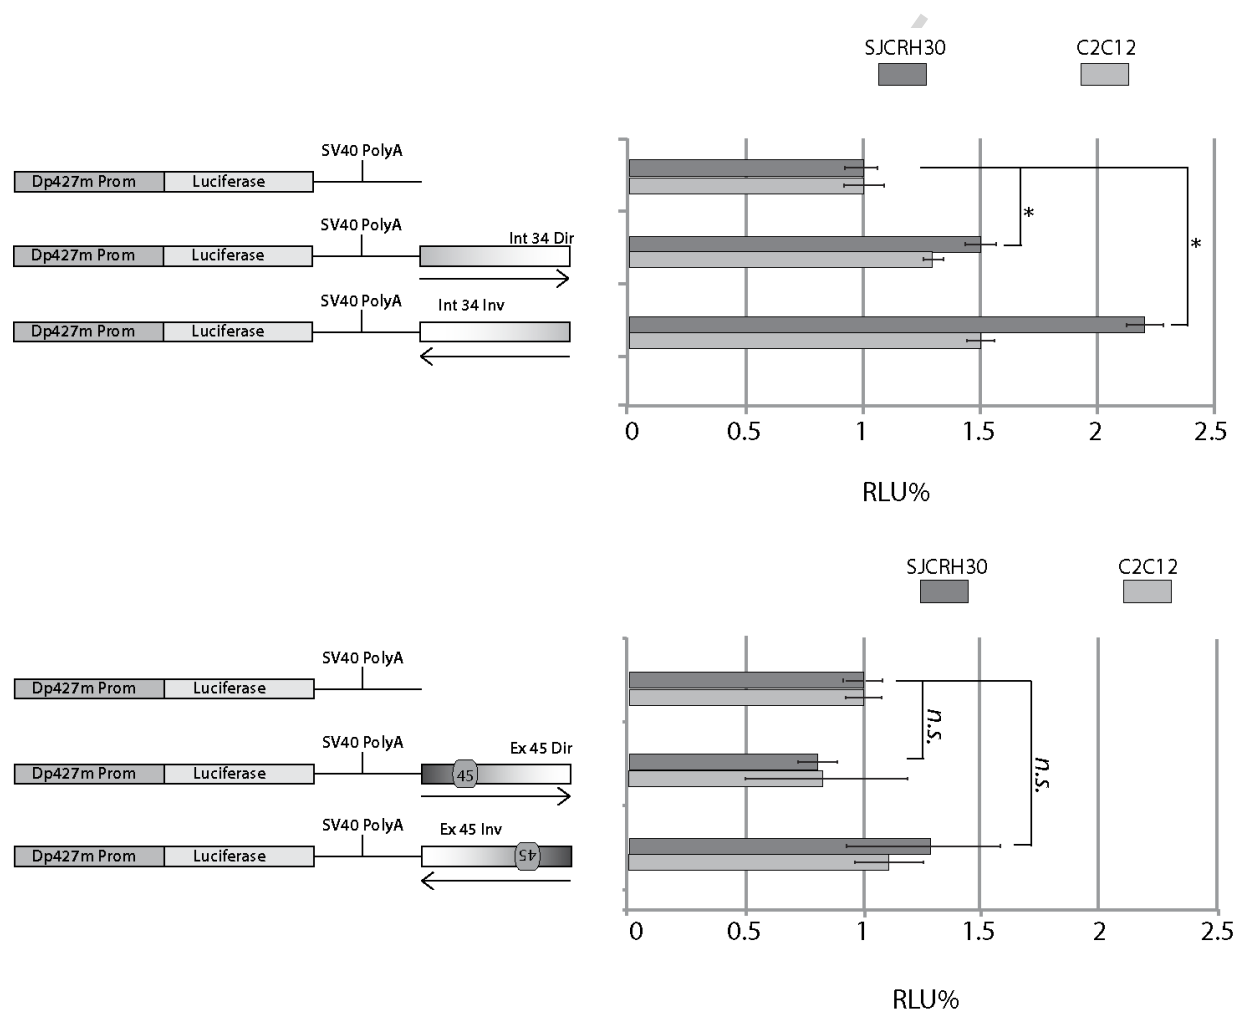 SJCRH30 C2C12
SV40 PolyA
Dp427m Prom Luciferase
SV40 PolyA
Int 34 Dir
Dp427m Prom Luciferase
*
*
SV40 PolyA
Int 34 Inv
Dp427m Prom Luciferase
0 0.5 1 1.5 2 2.5
RLU%
SJCRH30 C2C12
SV40 PolyA
Dp427m Prom Luciferase
n.s.
SV40 PolyA
Ex 45 Dir
Dp427m Prom Luciferase
45
n.s.
SV40 PolyA
Ex 45 Inv
Dp427m Prom Luciferase
45
0 0.5 1 1.5 2 2.5
RLU%